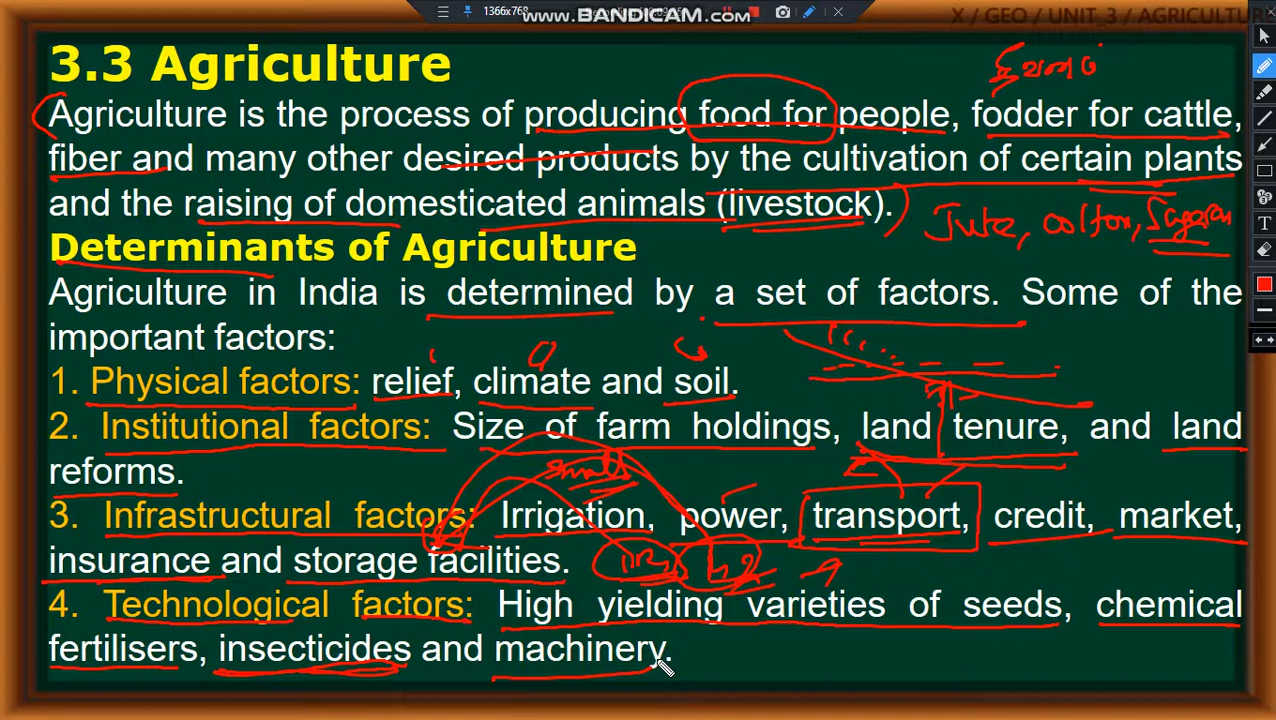 1366x768
WWW.BANDICAM.COM
X / GEO / UNIT_3 / AGRICULTURE
3.3 Agriculture
Agriculture is the process of producing food for people, fodder for cattle,
fiber and many other desired products by the cultivation of certain plants
and the raising of domesticated animals (livestock).
Jute, cotton,
Determinants of Agriculture
Agriculture in India is determined by a set of factors. Some of the
important factors:
1. Physical factors: relief, climate and soil.
2. Institutional factors: Size of farm holdings, land tenure, and land
reforms.
small
3. Infrastructural factors: Irrigation, power, transport, credit, market,
insurance and storage facilities.
4. Technological factors: High yielding varieties of seeds, chemical
fertilisers, insecticides and machinery.